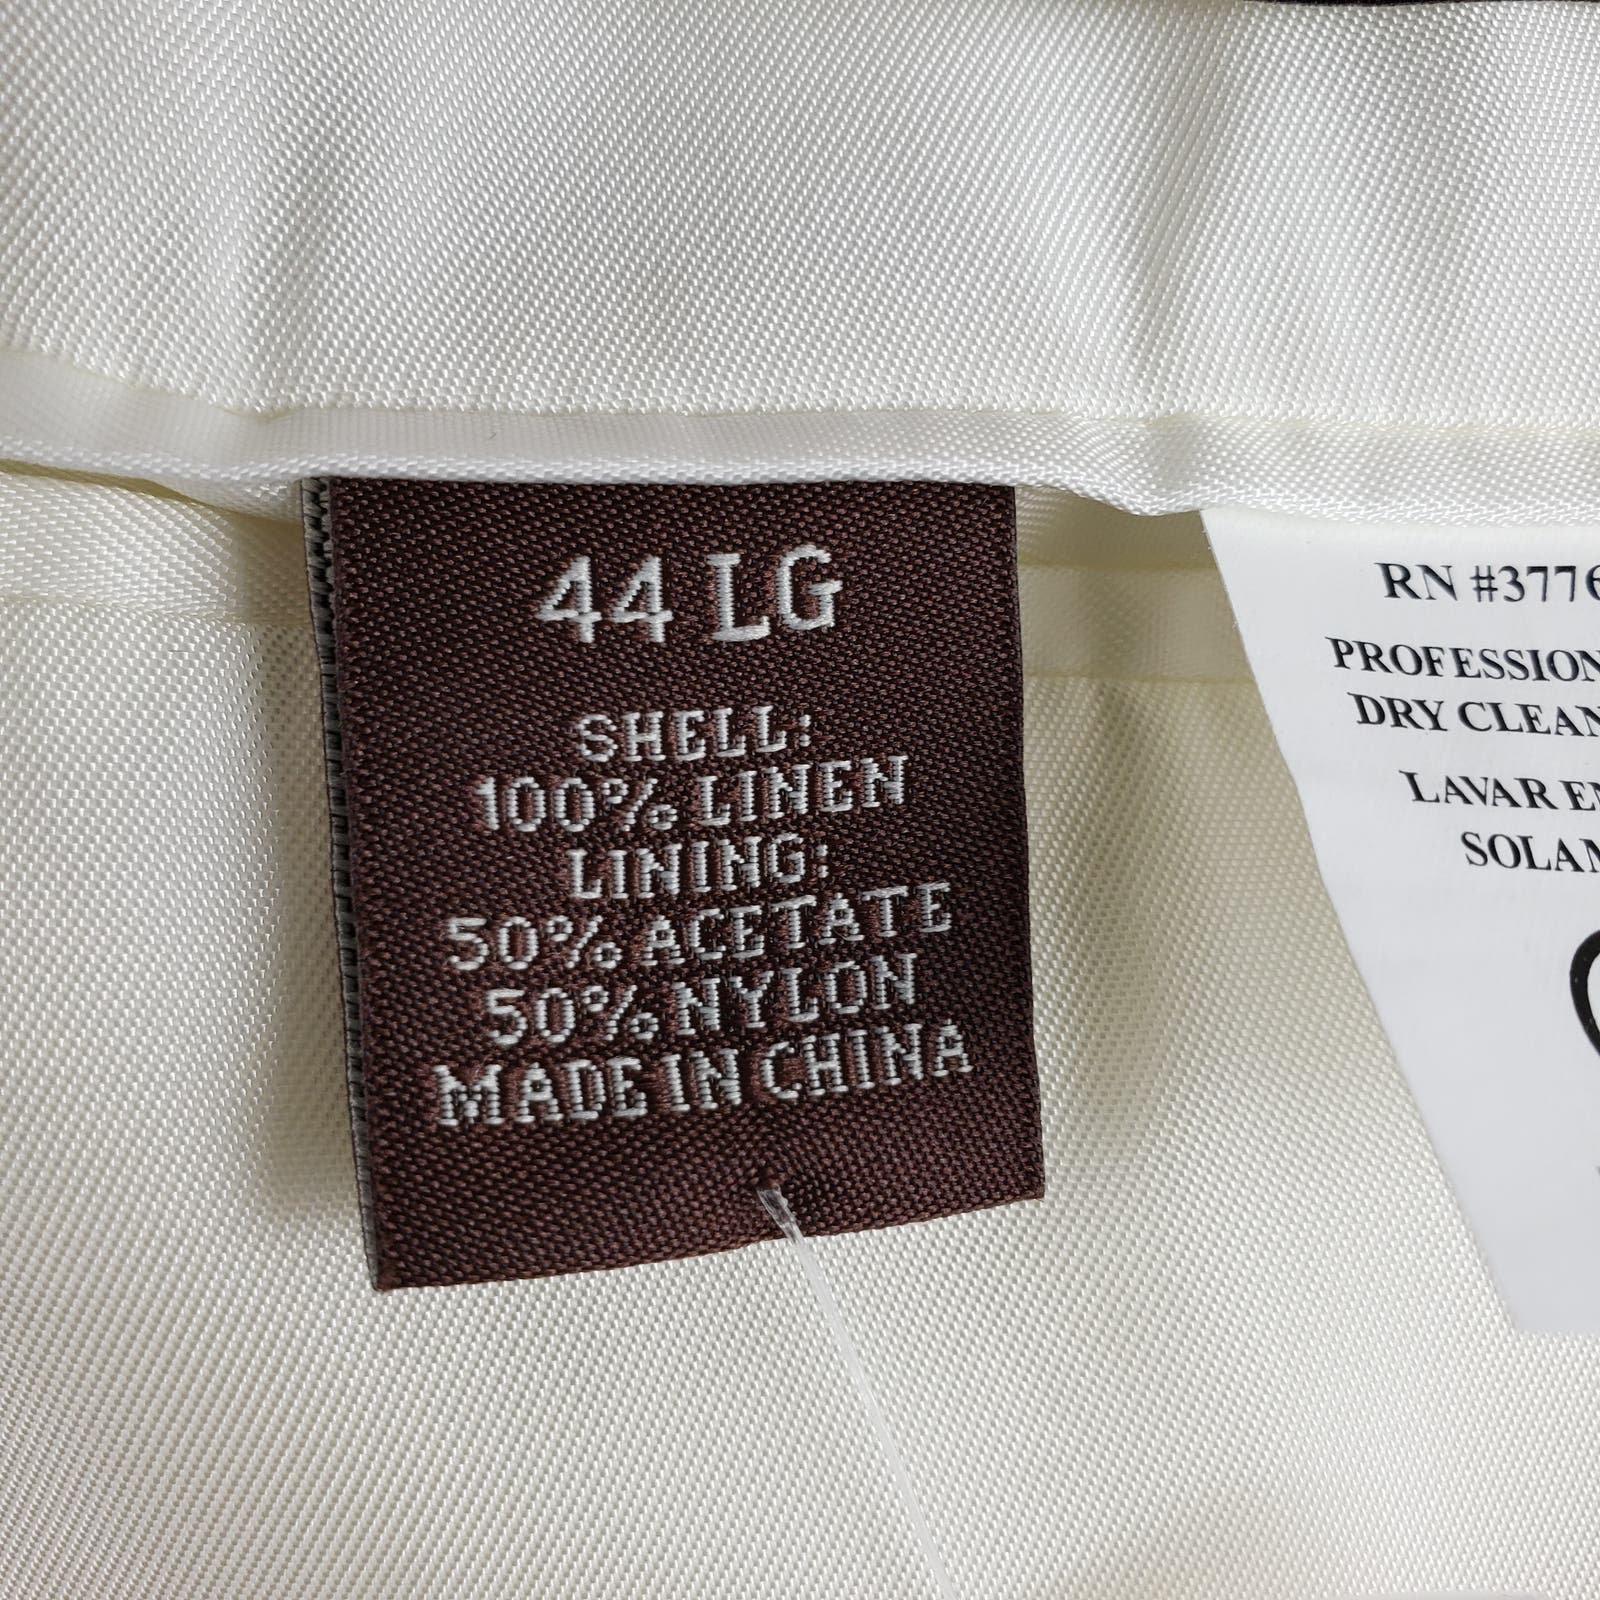 44 LG
SHELL:
100% LINEN
LINING:
50% ACETATE
50% NYLON
MADE IN CHINA
RN #3776
PROFESSION
DRY CLEAN
LAVAR EN
SOLAM